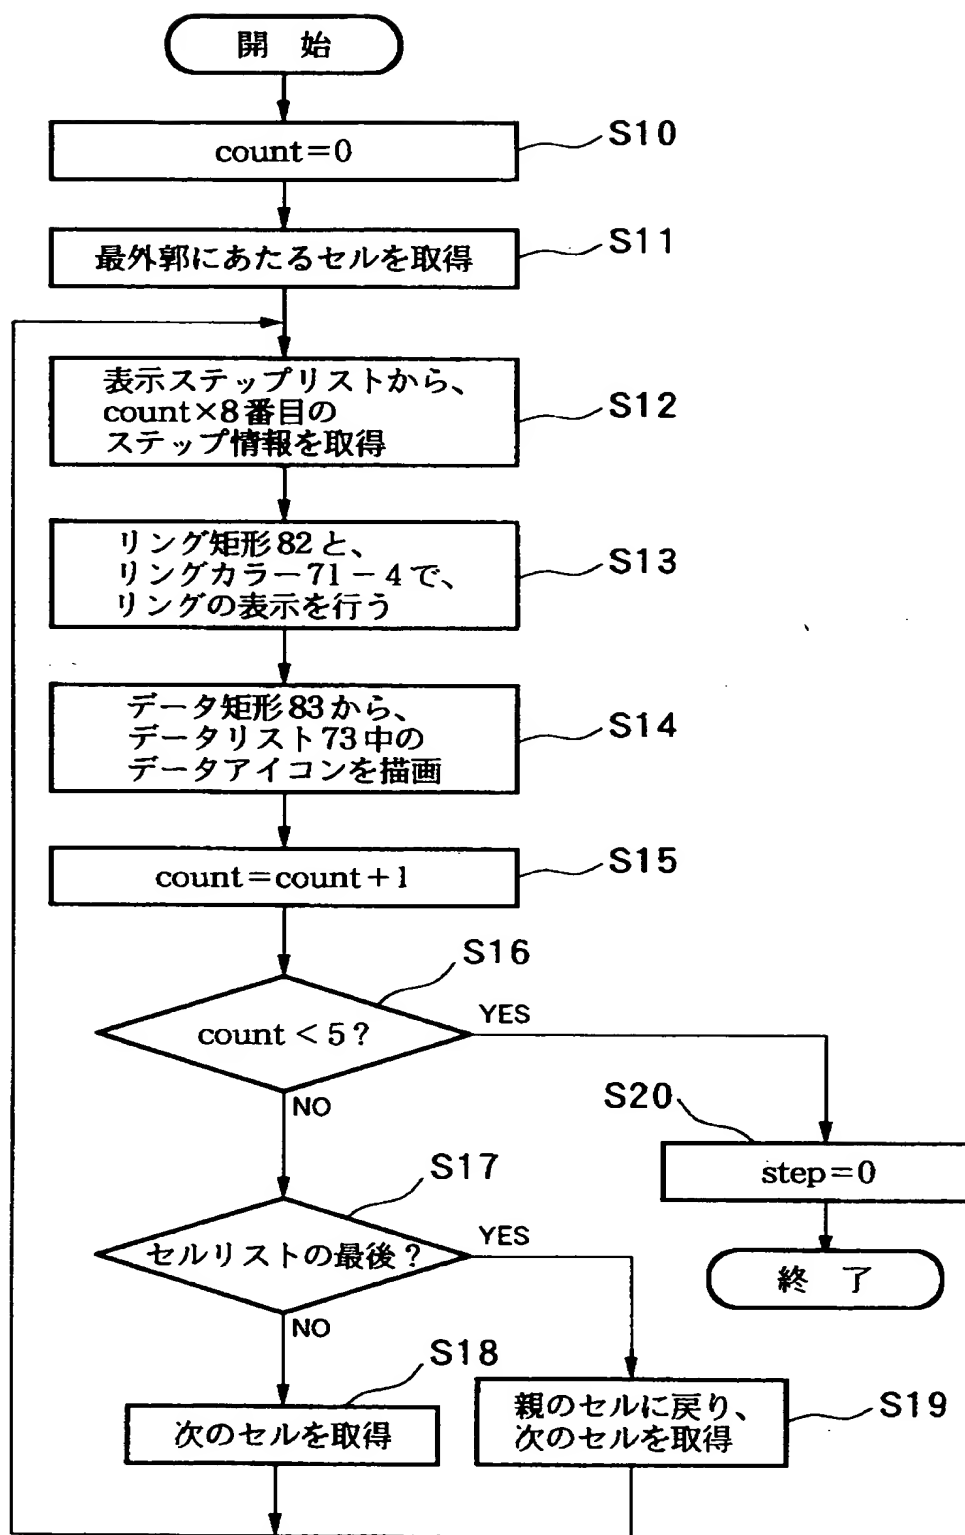 開 始
count=0
S10
最外郭にあたるセルを取得
S11
表示ステップリストから、
count×8番目の
ステップ情報を取得
S12
リング矩形82と、
リングカラー71-4で、
リングの表示を行う
S13
データ矩形83から、
データリスト73中の
データアイコンを描画
S14
count=count+1
S15
S16
count < 5?
YES
NO
S20
step=0
終 了
S17
セルリストの最後?
YES
NO
S18
次のセルを取得
親のセルに戻り、
次のセルを取得
S19